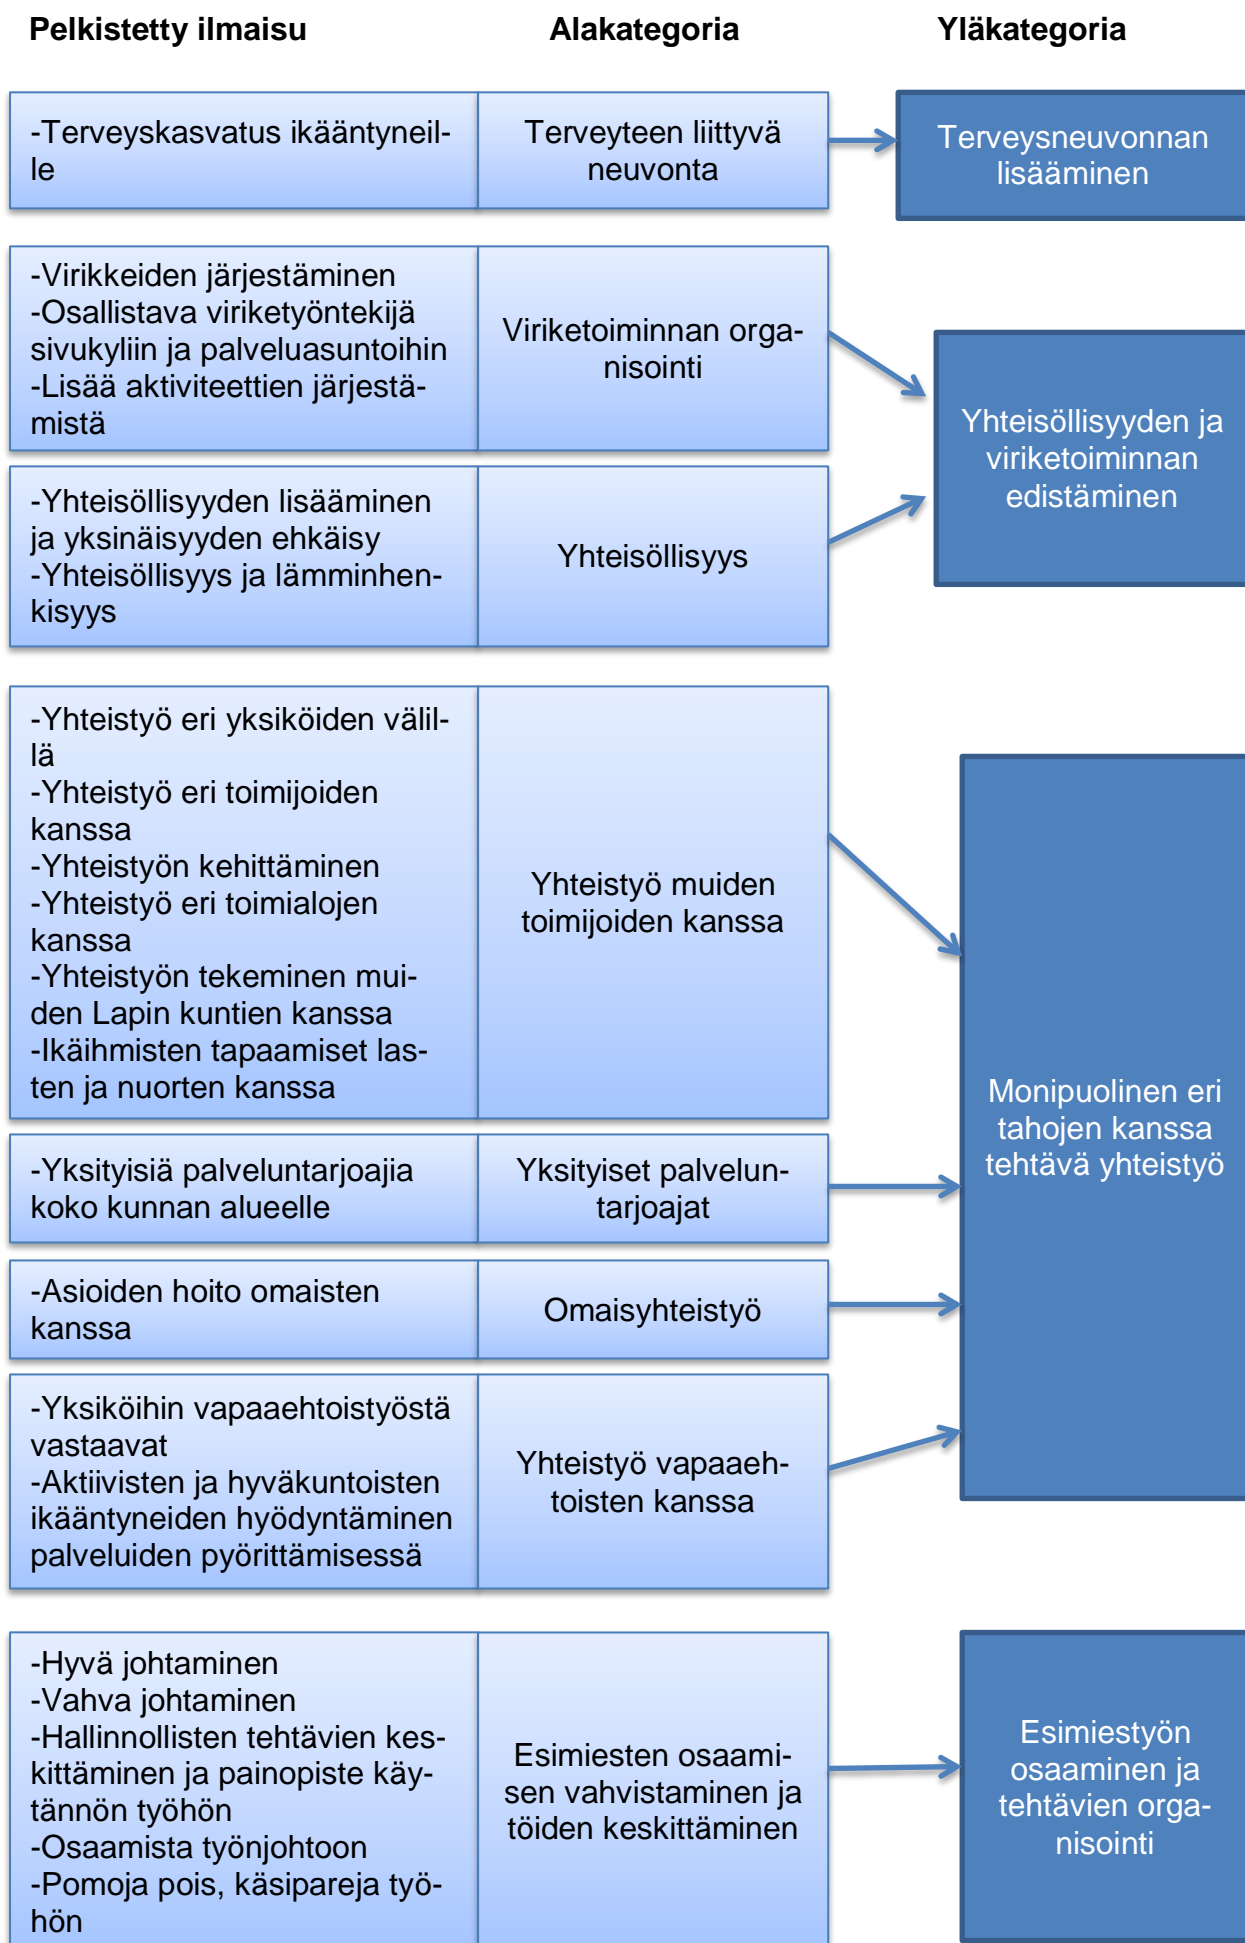 Pelkistetty ilmaisu
Alakategoria
Yläkategoria
-Terveyskasvatus ikääntyneil-
le
Terveyteen liittyvä
neuvonta
Terveysneuvonnan
lisääminen
-Virikkeiden järjestäminen
-Osallistava viriketyöntekijä
sivukyliin ja palveluasuntoihin
-Lisää aktiviteettien järjestä-
mistä
Viriketoiminnan orga-
nisointi
-Yhteisöllisyyden lisääminen
ja yksinäisyyden ehkäisy
-Yhteisöllisyys ja lämminhen-
kisyys
Yhteisöllisyys
Yhteisöllisyyden ja
viriketoiminnan
edistäminen
-Yhteistyö eri yksiköiden välil-
lä
-Yhteistyö eri toimijoiden
kanssa
-Yhteistyön kehittäminen
-Yhteistyö eri toimialojen
kanssa
-Yhteistyön tekeminen mui-
den Lapin kuntien kanssa
-Ikäihmisten tapaamiset las-
ten ja nuorten kanssa
Yhteistyö muiden
toimijoiden kanssa
-Yksityisiä palveluntarjoajia
koko kunnan alueelle
Yksityiset palvelun-
tarjoajat
-Asioiden hoito omaisten
kanssa
Omaisyhteistyö
-Yksiköihin vapaaehtoistyöstä
vastaavat
-Aktiivisten ja hyväkuntoisten
ikääntyneiden hyödyntäminen
palveluiden pyörittämisessä
Yhteistyö vapaaeh-
toisten kanssa
Monipuolinen eri
tahojen kanssa
tehtävä yhteistyö
-Hyvä johtaminen
-Vahva johtaminen
-Hallinnollisten tehtävien kes-
kittäminen ja painopiste käy-
tännön työhön
-Osaamista työnjohtoon
-Pomoja pois, käsipareja työ-
hön
Esimiesten osaami-
sen vahvistaminen ja
töiden keskittäminen
Esimiestyön
osaaminen ja
tehtävien orga-
nisointi